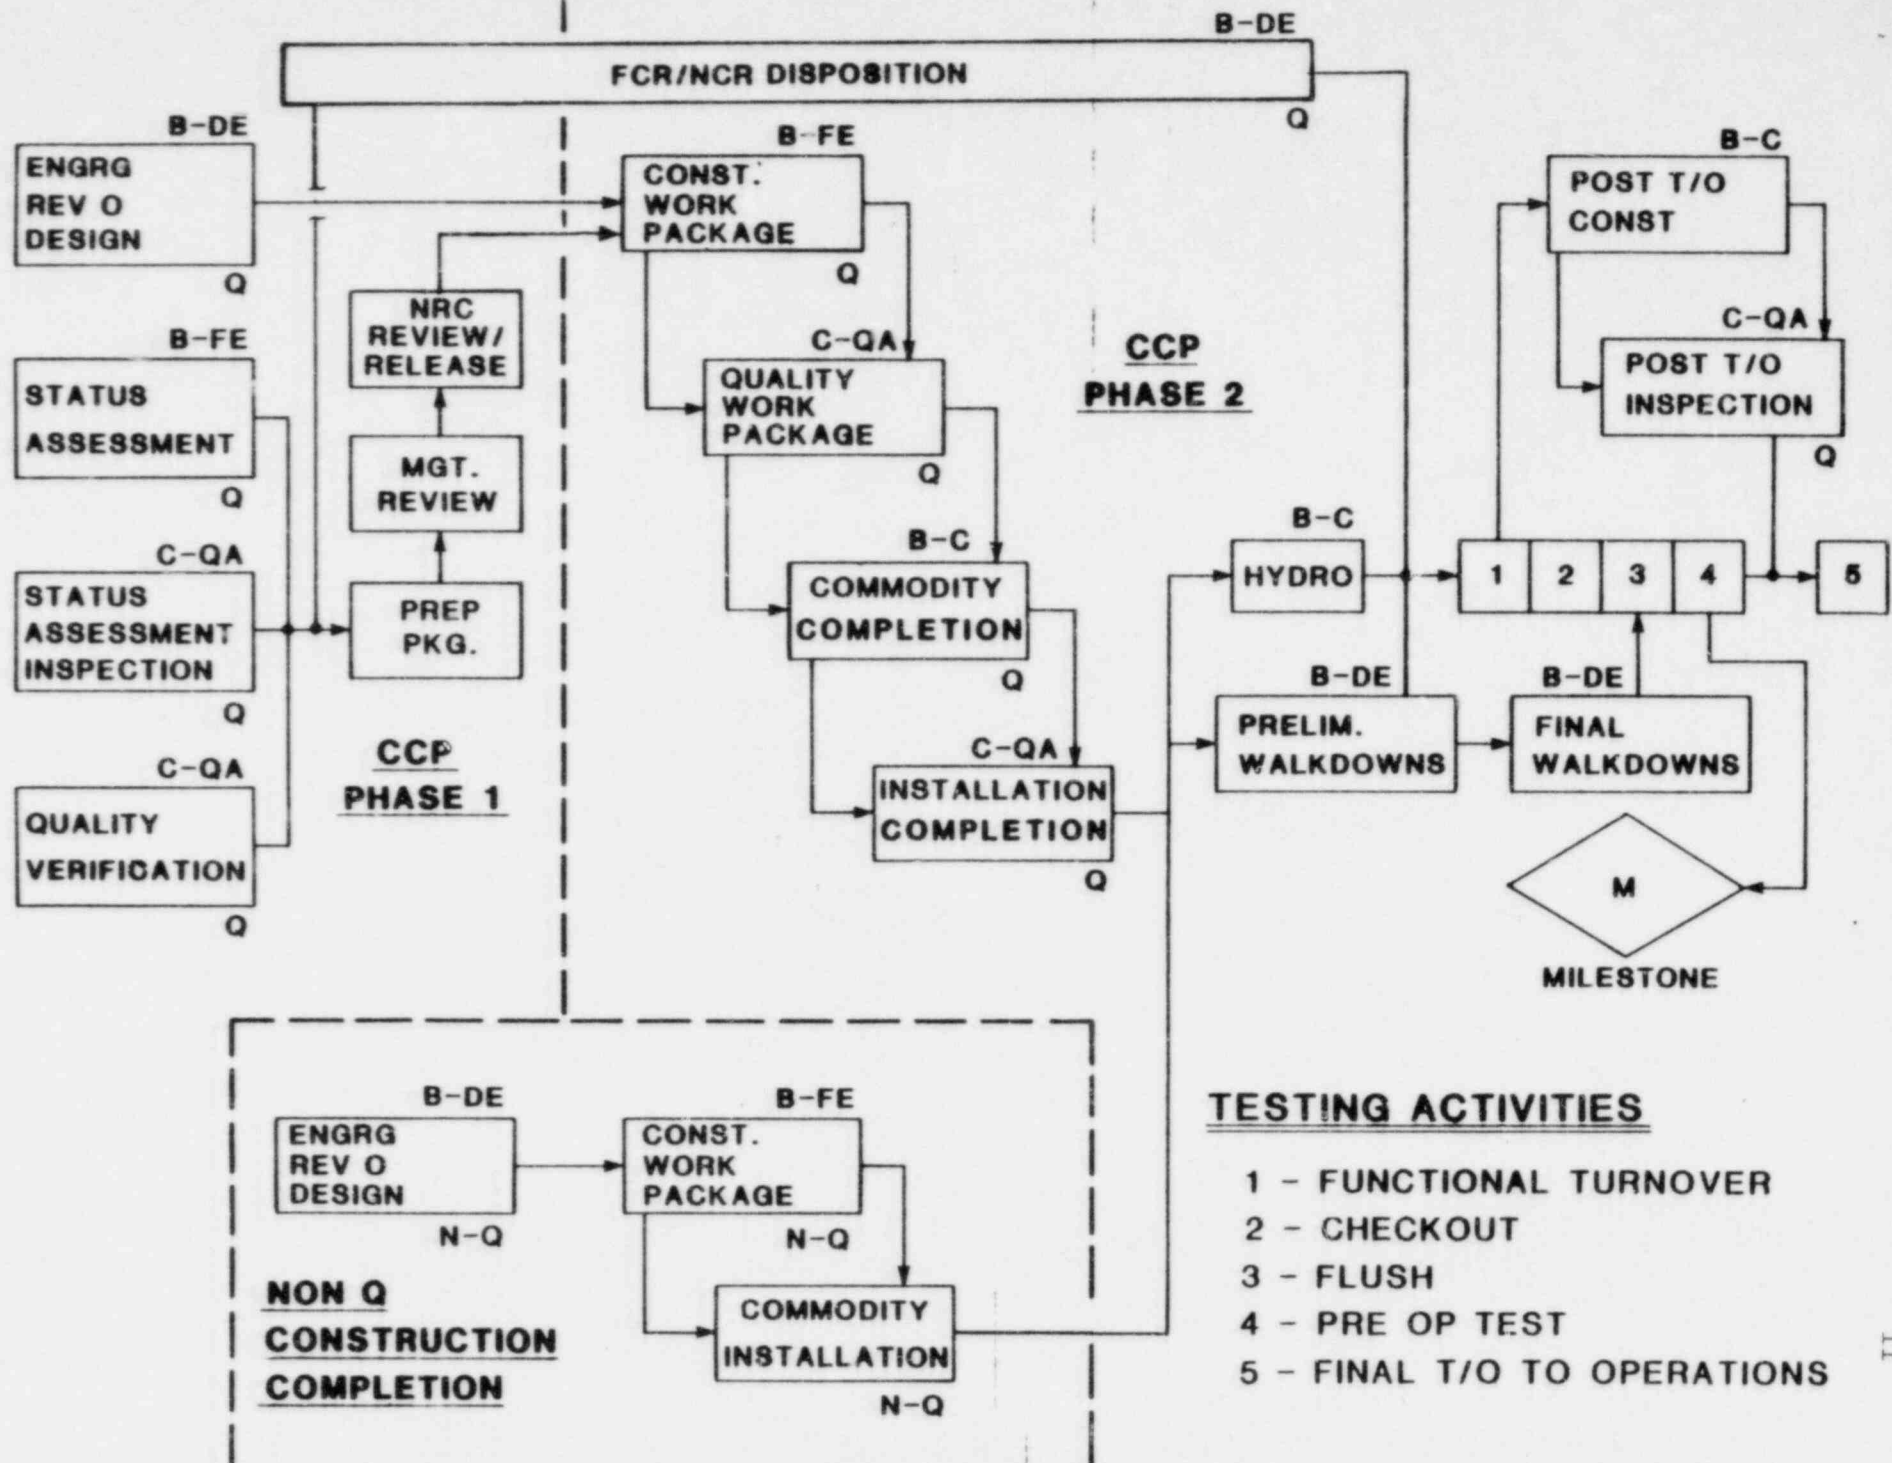 B-DE
FCR/NCR DISPOSITION
Q
B-DE
ENGRG
REV O
DESIGN
Q
B-FE
STATUS
ASSESSMENT
Q
C-QA
STATUS
ASSESSMENT
INSPECTION
Q
C-QA
QUALITY
VERIFICATION
Q
NRC
REVIEW/
RELEASE
MGT.
REVIEW
PREP
PKG.
CCP
PHASE 1
B-FE
CONST.
WORK
PACKAGE
Q
C-QA
QUALITY
WORK
PACKAGE
Q
B-C
COMMODITY
COMPLETION
Q
C-QA
INSTALLATION
COMPLETION
Q
CCP
PHASE 2
B-C
HYDRO
B-DE
PRELIM.
WALKDOWNS
B-DE
FINAL
WALKDOWNS
B-C
POST T/O
CONST
C-QA
POST T/O
INSPECTION
Q
1 2 3 4 5
M
MILESTONE
B-DE
ENGRG
REV O
DESIGN
N-Q
B-FE
CONST.
WORK
PACKAGE
N-Q
COMMODITY
INSTALLATION
N-Q
NON Q
CONSTRUCTION
COMPLETION
TESTING ACTIVITIES
1 - FUNCTIONAL TURNOVER
2 - CHECKOUT
3 - FLUSH
4 - PRE OP TEST
5 - FINAL T/O TO OPERATIONS